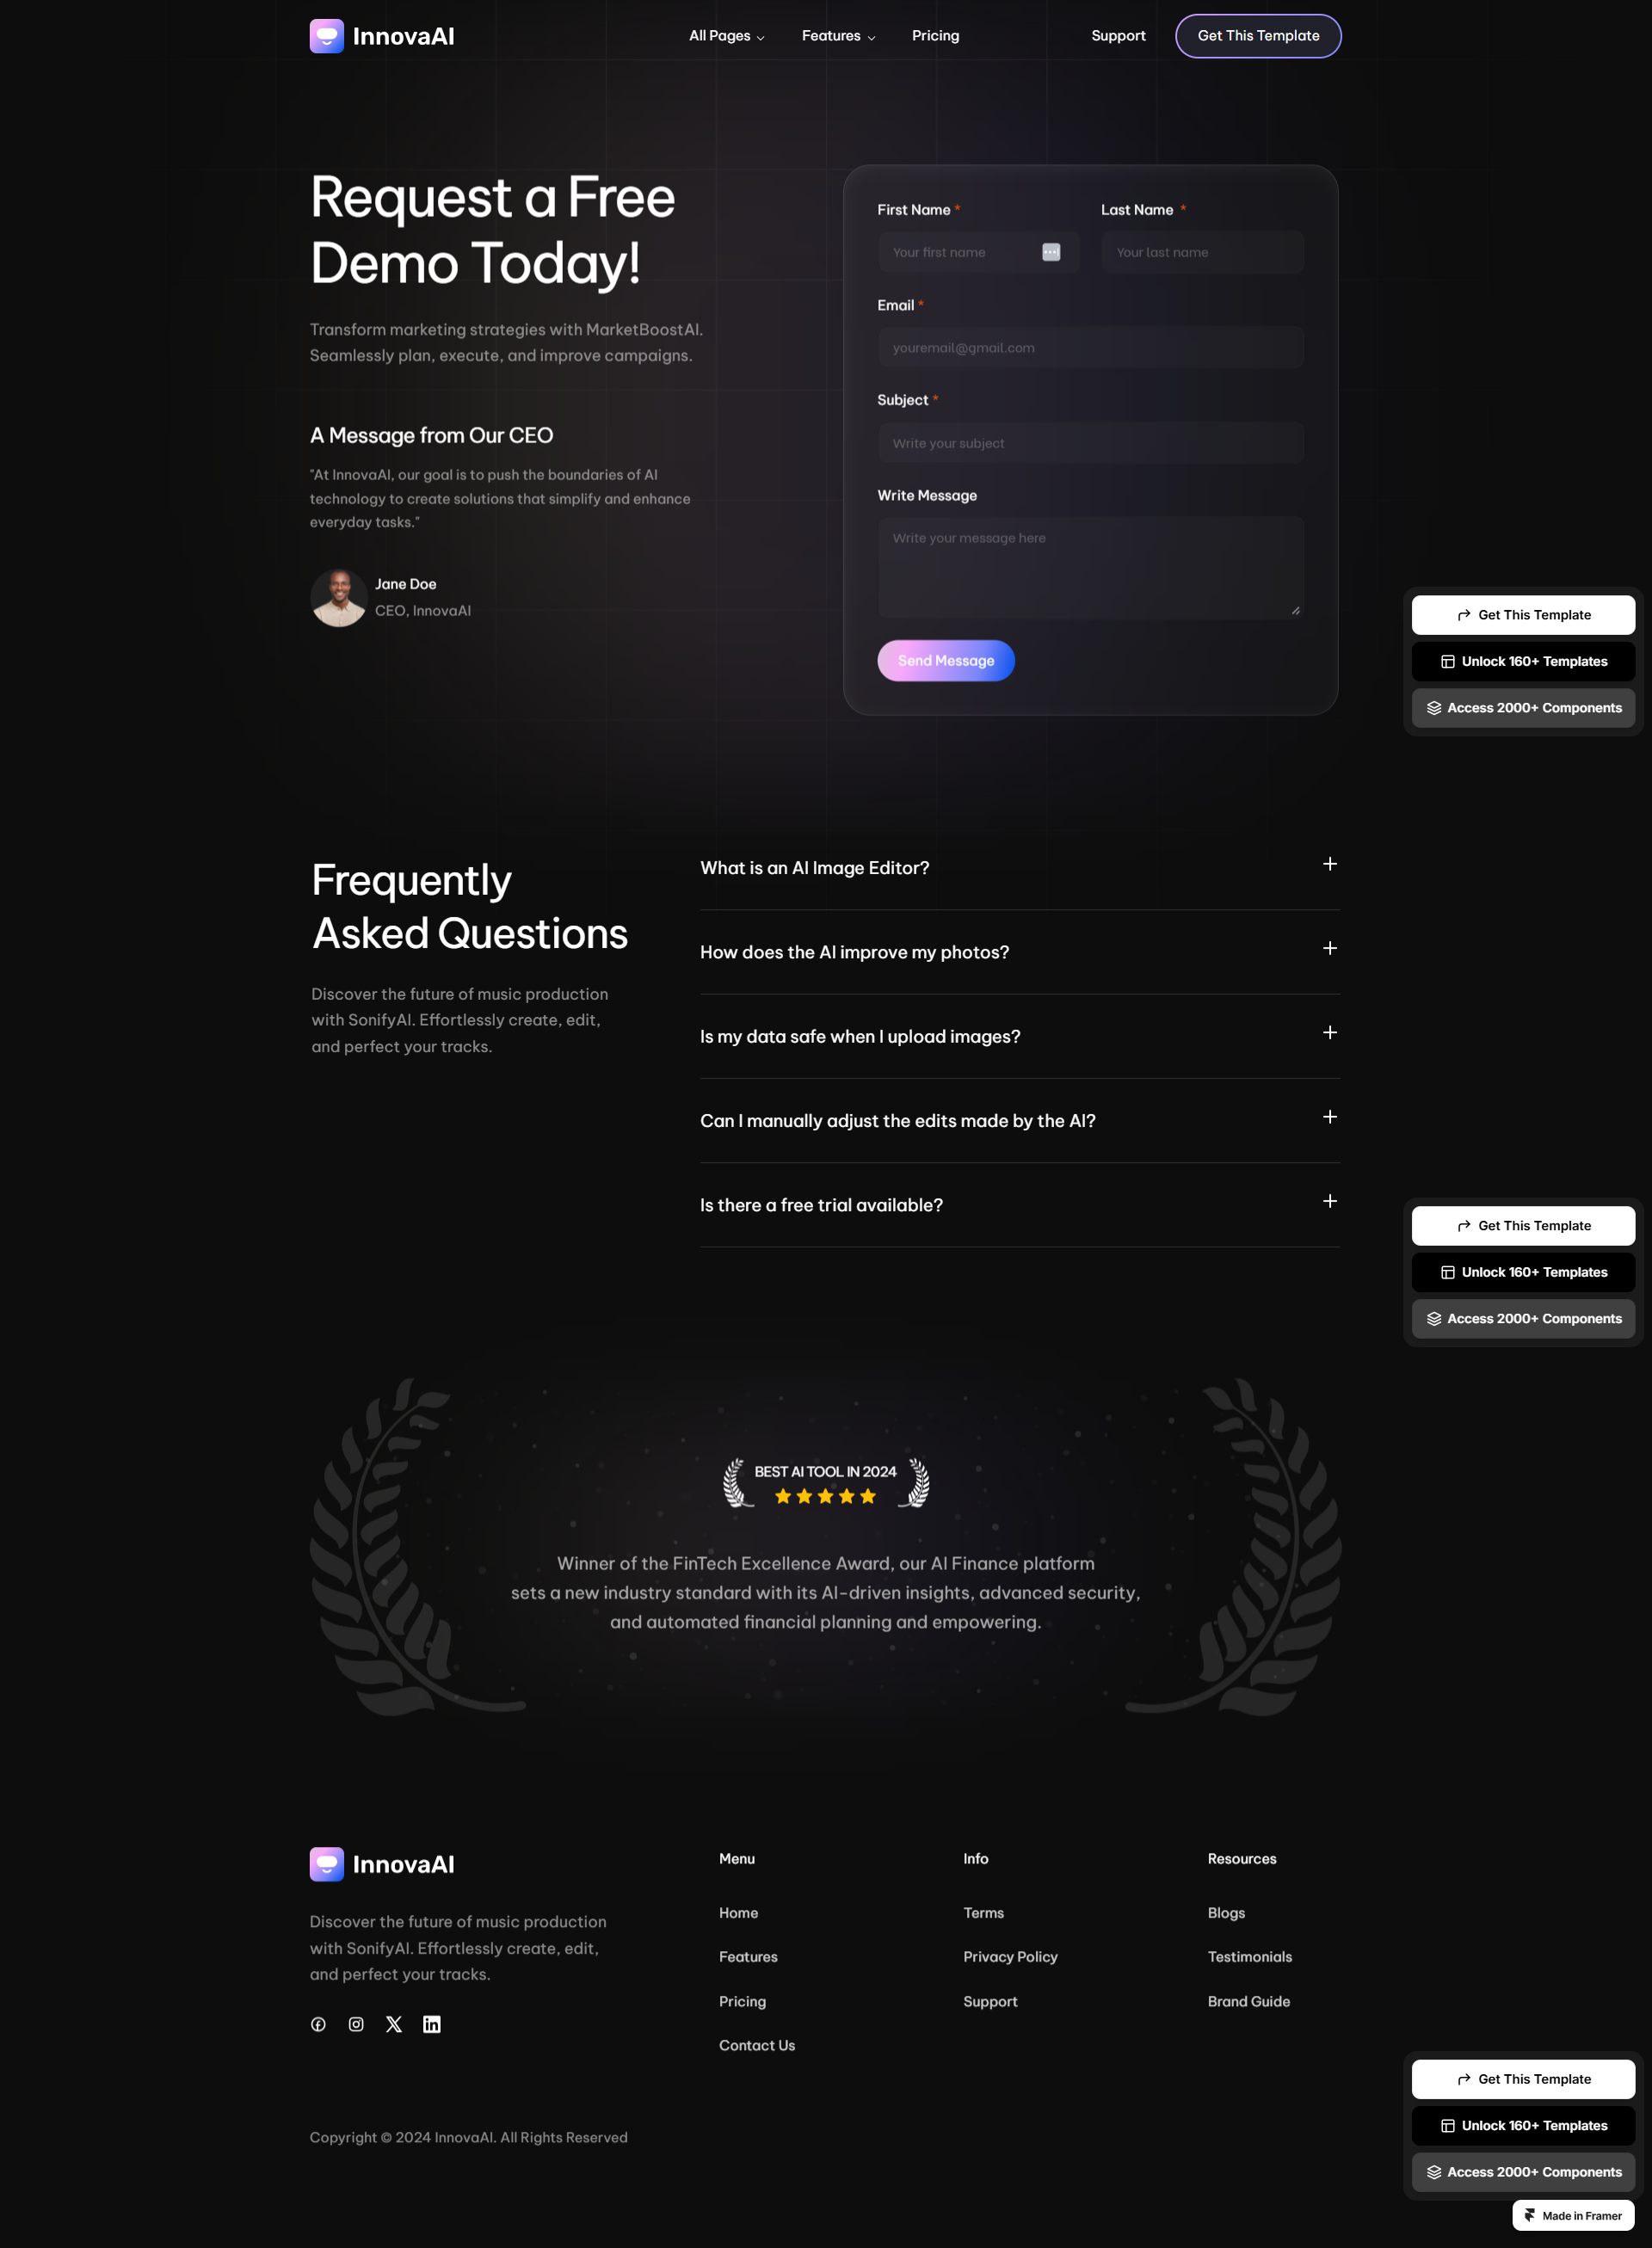 InnovaAI
All Pages
Features
Pricing
Support
Get This Template
Request a Free
Demo Today!
Transform marketing strategies with MarketBoostAI.
Seamlessly plan, execute, and improve campaigns.
A Message from Our CEO
"At InnovaAI, our goal is to push the boundaries of AI
technology to create solutions that simplify and enhance
everyday tasks."
Jane Doe
CEO, InnovaAI
First Name *
Last Name *
Your first name
Your last name
Email *
youremail@gmail.com
Subject *
Write your subject
Write Message
Write your message here
Send Message
Get This Template
Unlock 160+ Templates
Access 2000+ Components
Frequently
Asked Questions
Discover the future of music production
with SonifyAI. Effortlessly create, edit,
and perfect your tracks.
What is an AI Image Editor?
How does the AI improve my photos?
Is my data safe when I upload images?
Can I manually adjust the edits made by the AI?
Is there a free trial available?
Get This Template
Unlock 160+ Templates
Access 2000+ Components
BEST AI TOOL IN 2024
Winner of the FinTech Excellence Award, our AI Finance platform
sets a new industry standard with its AI-driven insights, advanced security,
and automated financial planning and empowering.
InnovaAI
Discover the future of music production
with SonifyAI. Effortlessly create, edit,
and perfect your tracks.
Menu
Home
Features
Pricing
Contact Us
Info
Terms
Privacy Policy
Support
Resources
Blogs
Testimonials
Brand Guide
Copyright © 2024 InnovaAI. All Rights Reserved
Get This Template
Unlock 160+ Templates
Access 2000+ Components
Made in Framer